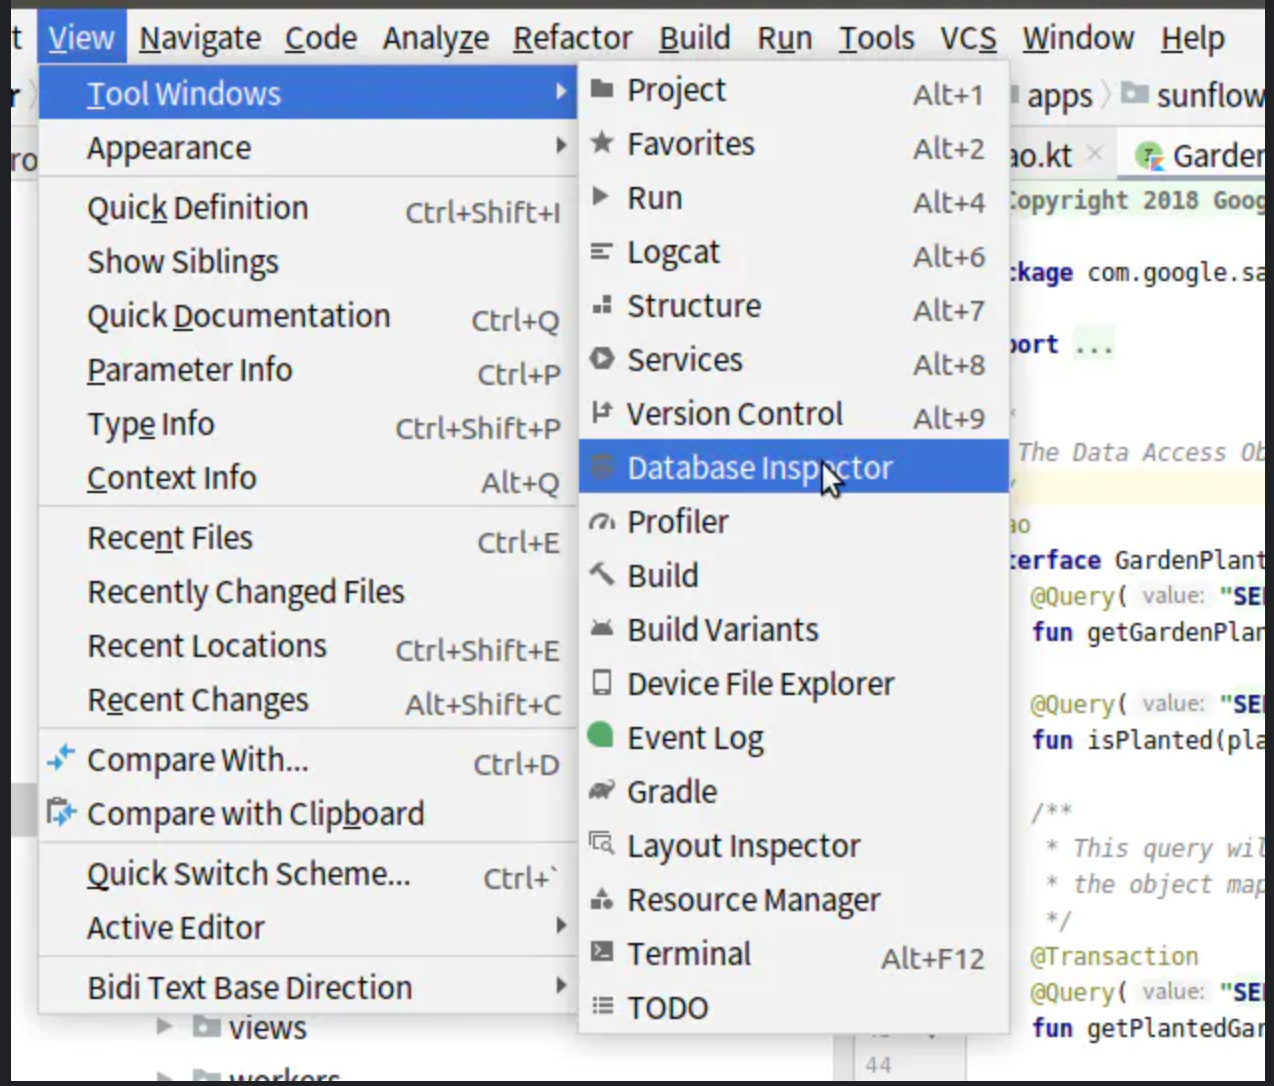 View Navigate Code Analyze Refactor Build Run Tools VCS Window Help
Tool Windows
Appearance
Quick Definition Ctrl+Shift+I
Show Siblings
Quick Documentation Ctrl+Q
Parameter Info Ctrl+P
Type Info Ctrl+Shift+P
Context Info Alt+Q
Recent Files Ctrl+E
Recently Changed Files
Recent Locations Ctrl+Shift+E
Recent Changes Alt+Shift+C
Compare With... Ctrl+D
Compare with Clipboard
Quick Switch Scheme... Ctrl+`
Active Editor
Bidi Text Base Direction
views
workers
Project Alt+1
Favorites Alt+2
Run Alt+4
Logcat Alt+6
Structure Alt+7
Services Alt+8
Version Control Alt+9
Database Inspector
Profiler
Build
Build Variants
Device File Explorer
Event Log
Gradle
Layout Inspector
Resource Manager
Terminal Alt+F12
TODO
apps sunflow
ao.kt Garden
Copyright 2018 Goog
ckage com.google.sa
port ...
*
The Data Access Ob
ao
terface GardenPlant
@Query( value: "SEL
fun getGardenPlan
@Query( value: "SEL
fun isPlanted(pla
/**
* This query wil
* the object map
*/
@Transaction
@Query( value: "SEL
fun getPlantedGar
44